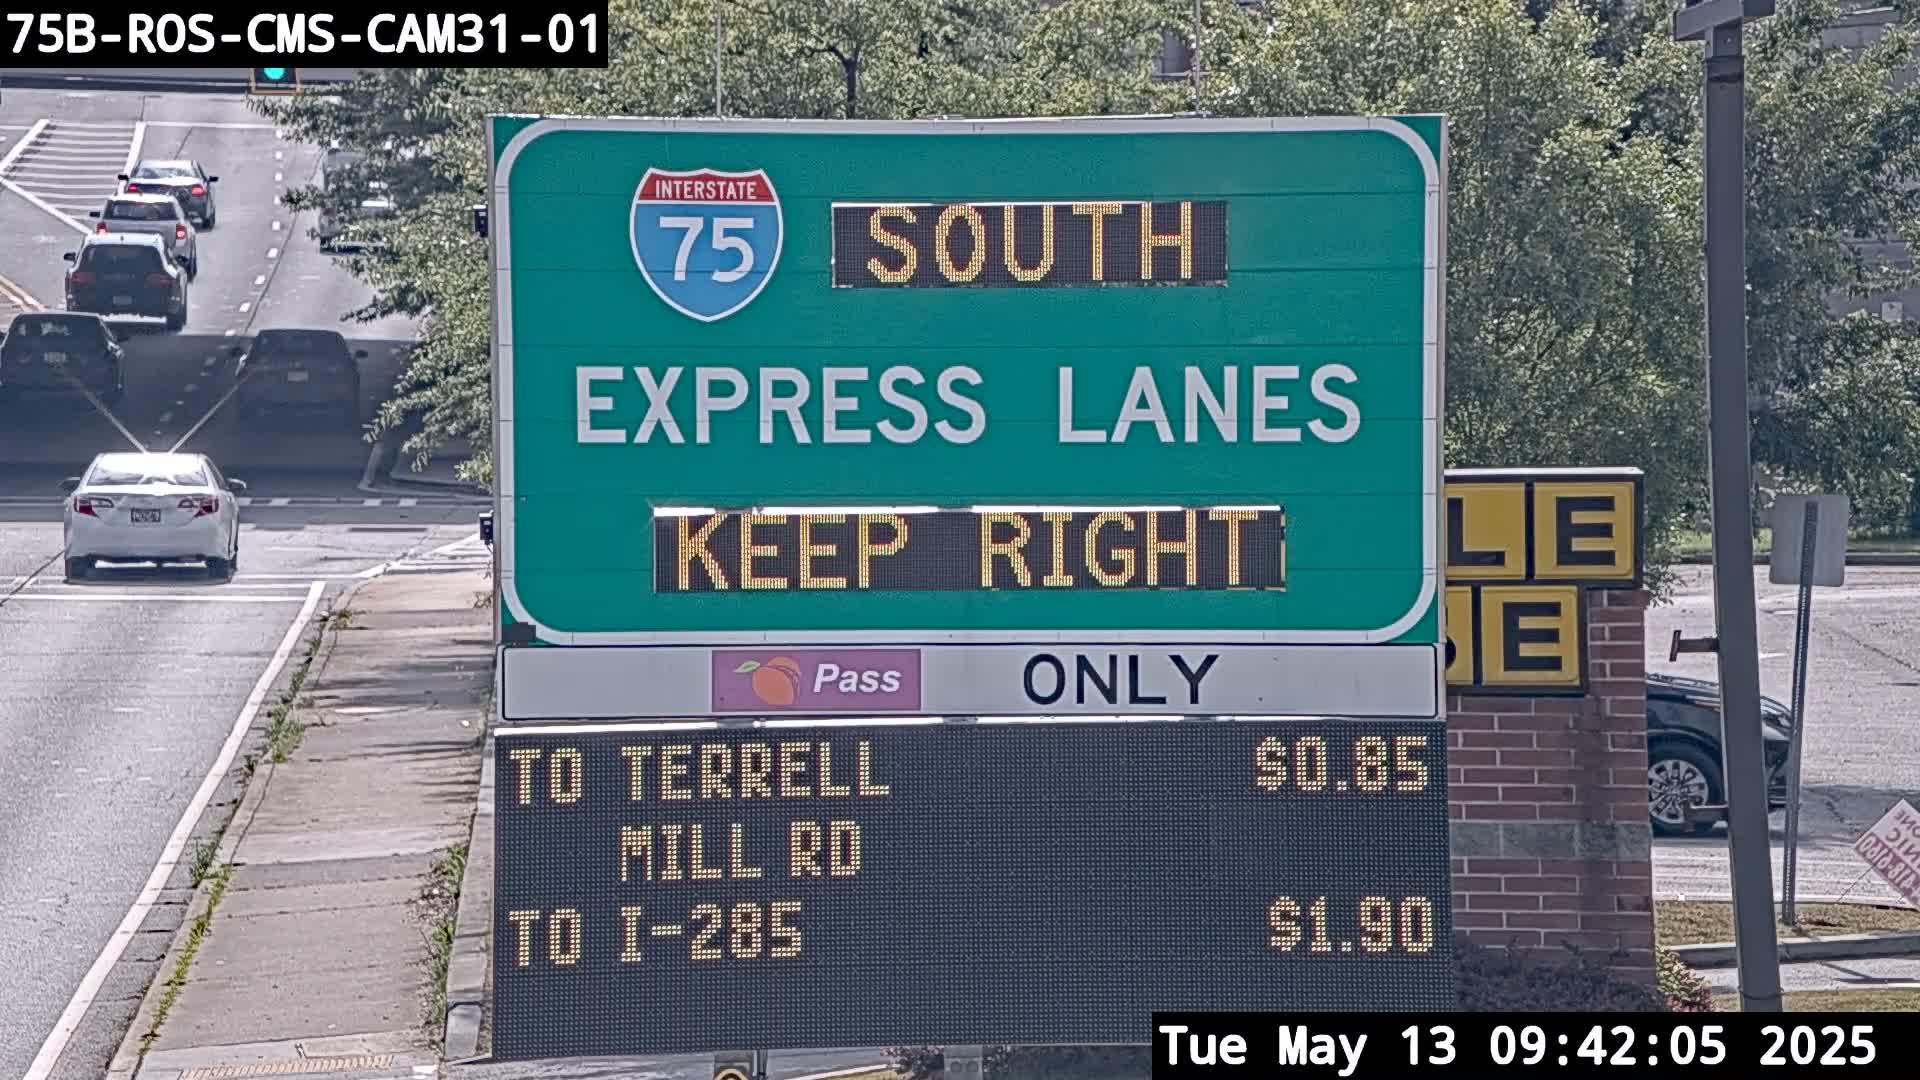 75B-ROS-CMS-CAM31-01
INTERSTATE
75
SOUTH
EXPRESS LANES
KEEP RIGHT
LE
E
Pass
ONLY
TO TERRELL $0.85
MILL RD
TO I-285 $1.90
Tue May 13 09:42:05 2025